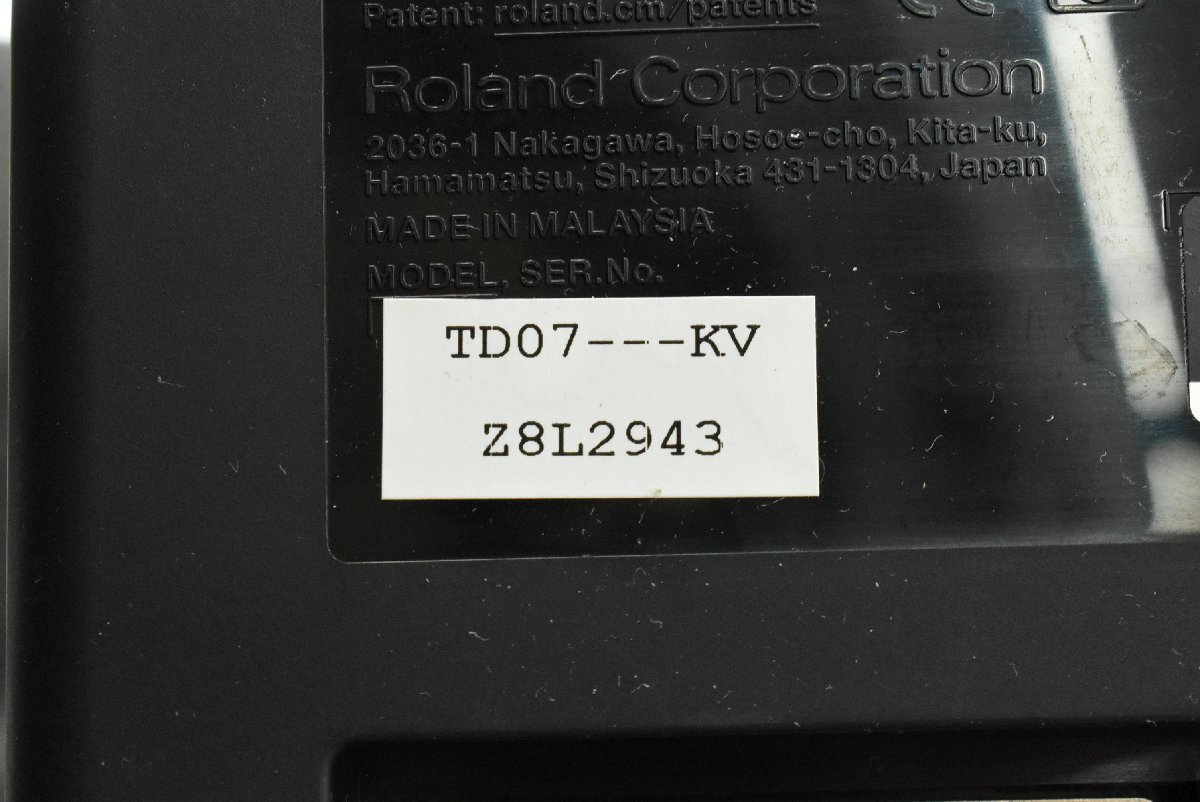 Patent: roland.cm/patents
Roland Corporation
2036-1 Nakagawa, Hosoe-cho, Kita-ku,
Hamamatsu, Shizuoka 431-1304, Japan
MADE IN MALAYSIA
MODEL, SER.No.
TD07---KV
Z8L2943